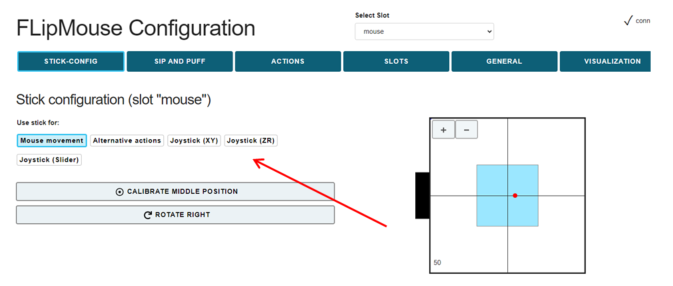 FLipMouse Configuration
Select Slot
mouse
conn
STICK-CONFIG SIP AND PUFF ACTIONS SLOTS GENERAL VISUALIZATION
Stick configuration (slot "mouse")
Use stick for:
Mouse movement Alternative actions Joystick (XY) Joystick (ZR)
Joystick (Slider)
CALIBRATE MIDDLE POSITION
ROTATE RIGHT
+ −
50